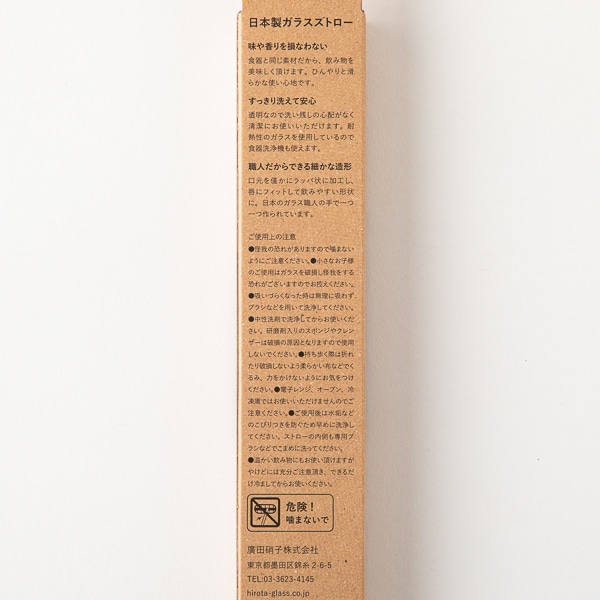 日本製ガラスストロー
味や香りを損なわない
食器と同じ素材だから、飲み物を
美味しく頂けます。ひんやりと滑
らかな使い心地です。
すっきり洗えて安心
透明なので洗い残しの心配がなく
清潔にお使いいただけます。耐
熱性のガラスを使用しているので
食器洗浄機も使えます。
職人だからできる細かな造形
口元を僅かにラッパ状に加工し、
唇にフィットして飲みやすい形状
に。日本のガラス職人の手で一つ
一つ作られています。
ご使用上の注意
●怪我の恐れがありますので噛まない
ようにご注意ください。●小さなお子様
のご使用はガラスを破損し怪我をする
恐れがございますのでお控えください。
●吸いづらくなった時は無理に吸わず
ブラシなどを用いて洗浄してください。
●中性洗剤で洗浄してからお使いくだ
さい。研磨剤入りのスポンジやクレン
ザーは破損の原因となりますので使用
しないでください。●持ち歩く際は折れ
たり破損しないよう柔らかい布などでく
るみ、力をかけないようにお気をつけ
ください。●電子レンジ、オーブン、冷
凍庫ではお使いいただけませんのでご
注意ください。●ご使用後は水垢など
のこびりつきを防ぐため早めに洗浄し
てください。ストローの内側も専用ブ
ラシなどでこまめに洗ってください。
●温かい飲み物にもお使い頂けますが
やけどには充分ご注意頂き、できるだ
け冷ましてからお使いください。
危険！
噛まないで
廣田硝子株式会社
東京都墨田区錦糸 2-6-5
TEL:03-3623-4145
hirota-glass.co.jp